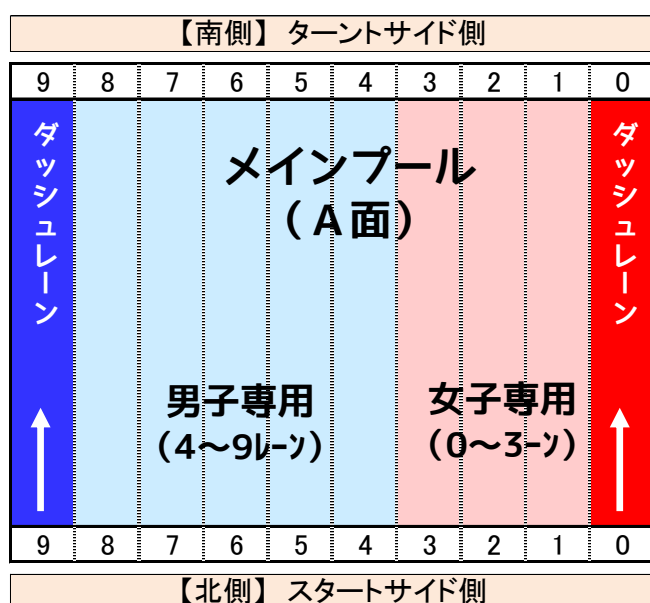 【南側】 ターントサイド側
9 8 7 6 5 4 3 2 1 0
ダッシュレーン
ダッシュレーン
メインプール
（Ａ面）
男子専用
（4～9ﾚｰﾝ）
女子専用
（0～3ｰﾝ）
9 8 7 6 5 4 3 2 1 0
【北側】 スタートサイド側